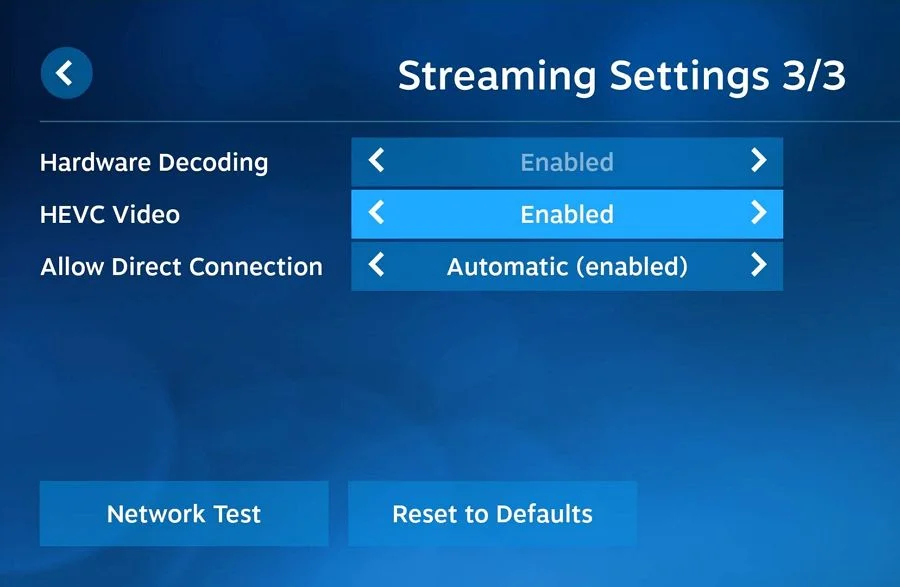 Streaming Settings 3/3
Hardware Decoding Enabled
HEVC Video Enabled
Allow Direct Connection Automatic (enabled)
Network Test Reset to Defaults